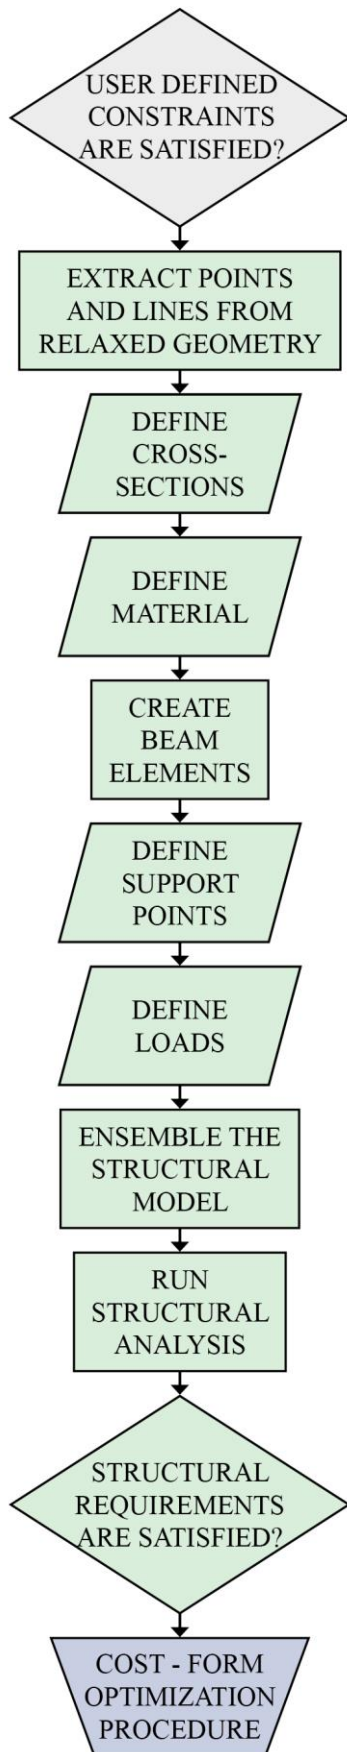 USER DEFINED
CONSTRAINTS
ARE SATISFIED?
EXTRACT POINTS
AND LINES FROM
RELAXED GEOMETRY
DEFINE
CROSS-
SECTIONS
DEFINE
MATERIAL
CREATE
BEAM
ELEMENTS
DEFINE
SUPPORT
POINTS
DEFINE
LOADS
ENSEMBLE THE
STRUCTURAL
MODEL
RUN
STRUCTURAL
ANALYSIS
STRUCTURAL
REQUIREMENTS
ARE SATISFIED?
COST - FORM
OPTIMIZATION
PROCEDURE